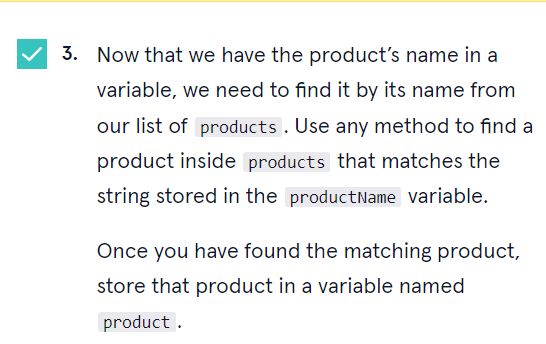 3. Now that we have the product’s name in a
variable, we need to find it by its name from
our list of products . Use any method to find a
product inside products that matches the
string stored in the productName variable.
Once you have found the matching product,
store that product in a variable named
product .